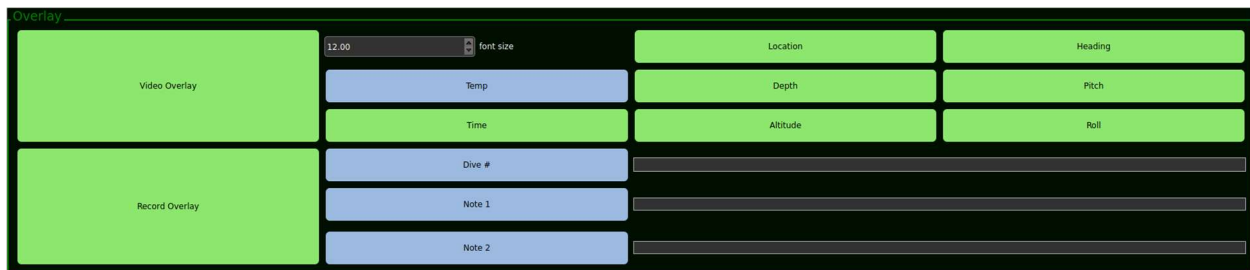 Overlay
12.00 font size Location Heading
Video Overlay Temp Depth Pitch
Time Altitude Roll
Dive #
Record Overlay Note 1
Note 2